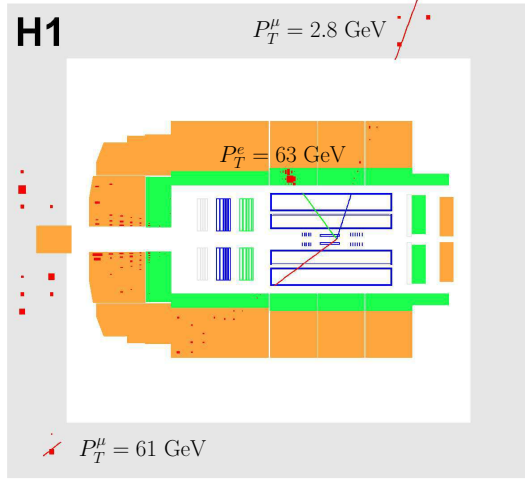 H1
P_T^μ = 2.8 GeV
P_T^e = 63 GeV
P_T^μ = 61 GeV